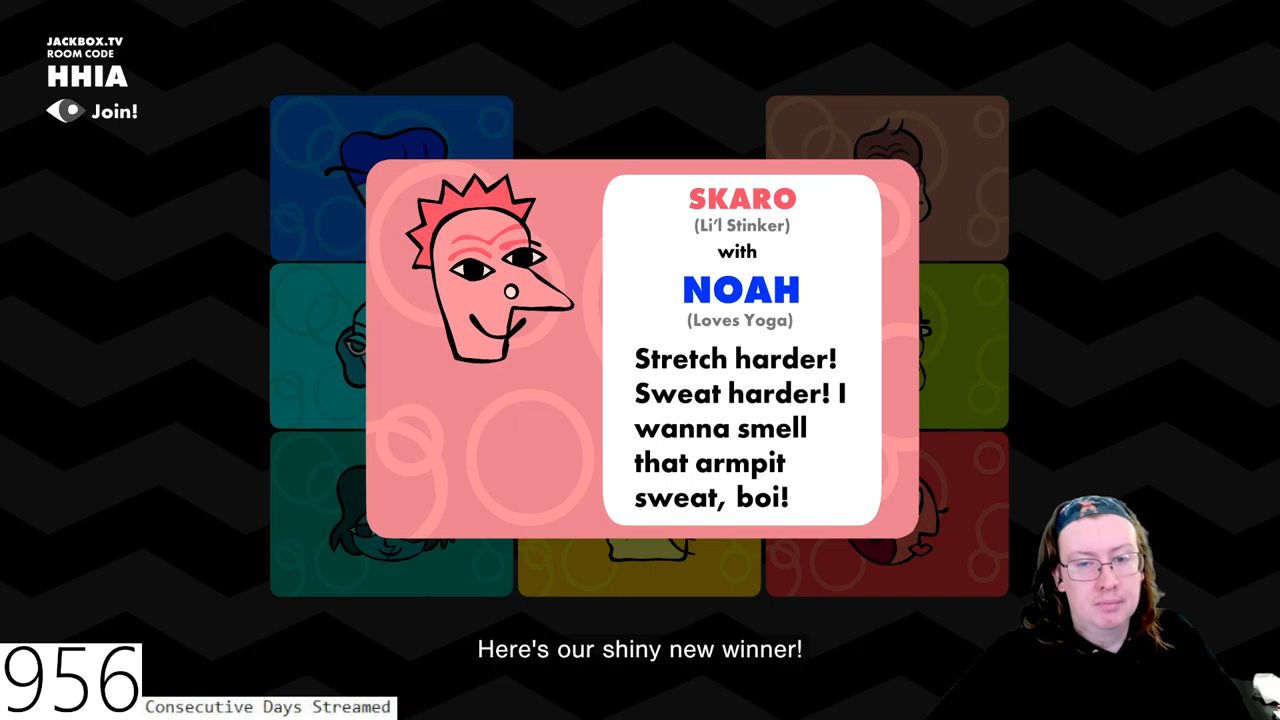 JACKBOX.TV
ROOM CODE
HHIA
Join!
SKARO
(Li'l Stinker)
with
NOAH
(Loves Yoga)
Stretch harder!
Sweat harder! I
wanna smell
that armpit
sweat, boi!
Here's our shiny new winner!
956
Consecutive Days Streamed